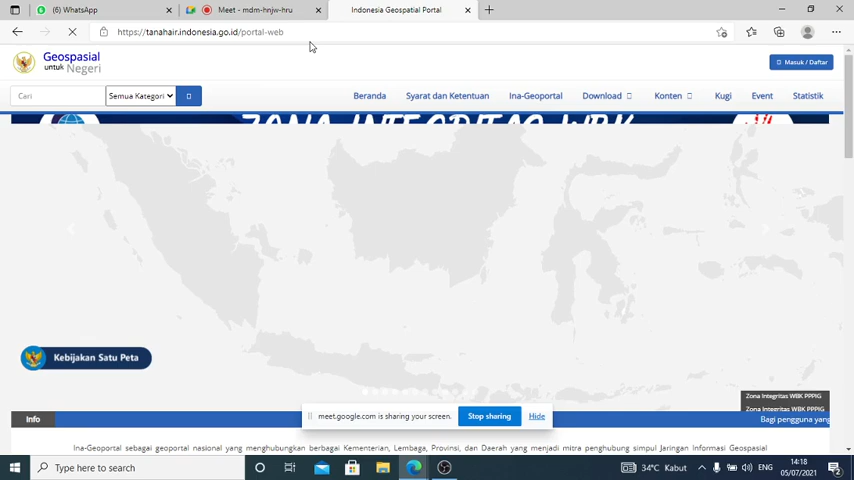 (6) WhatsApp
Meet - mdm-hnjw-hru
Indonesia Geospatial Portal
https://tanahair.indonesia.go.id/portal-web
Geospasial
untuk Negeri
Masuk / Daftar
Cari
Semua Kategori
Beranda
Syarat dan Ketentuan
Ina-Geoportal
Download
Konten
Kugi
Event
Statistik
ZONA INTEGRITAS WBK
Kebijakan Satu Peta
meet.google.com is sharing your screen.
Stop sharing
Hide
Zona Integritas WBK PPPIG
Zona Integritas WBK PPPIG
Info
Bagi pengguna yang
Ina-Geoportal sebagai geoportal nasional yang menghubungkan berbagai Kementerian, Lembaga, Provinsi, dan Daerah yang menjadi mitra penghubung simpul Jaringan Informasi Geospasial
Type here to search
34°C Kabut
ENG
14:18
05/07/2021
2